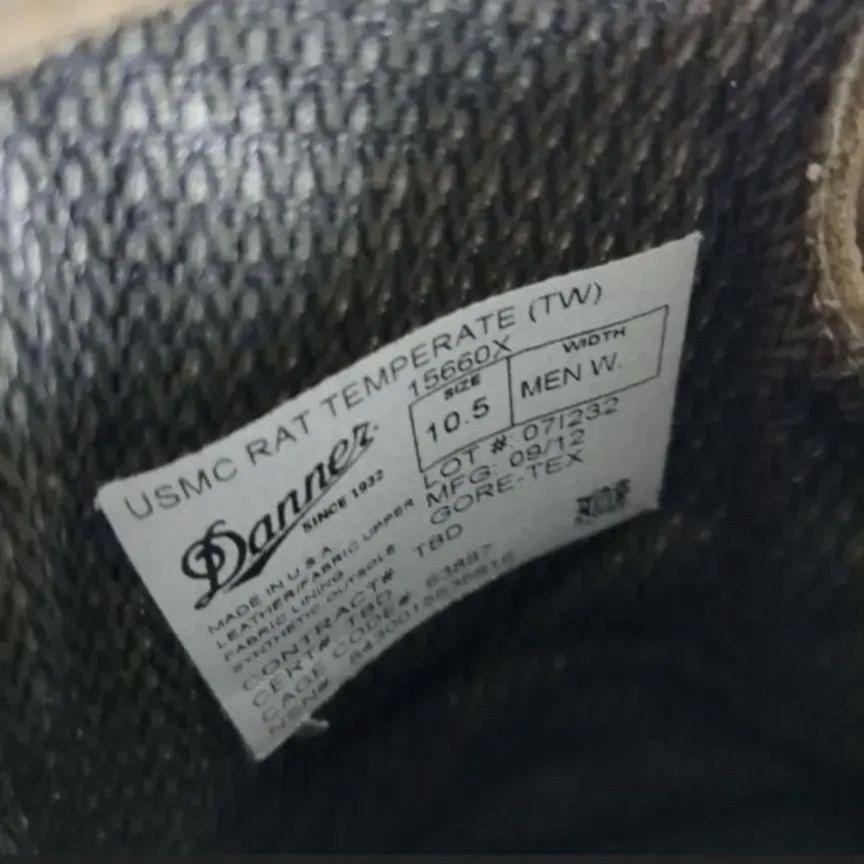 USMC RAT TEMPERATE (TW)
15660X
SIZE
10.5
WIDTH
MEN W.
Danner
SINCE 1932
LOT #: 071232
MFG: 09/12
GORE-TEX
MADE IN U.S.A.
LEATHER/FABRIC UPPER
FABRIC LINING
SYNTHETIC OUTSOLE
CONTRACT# TBD
CERT# TBD
CAGE CODE#
NSN#